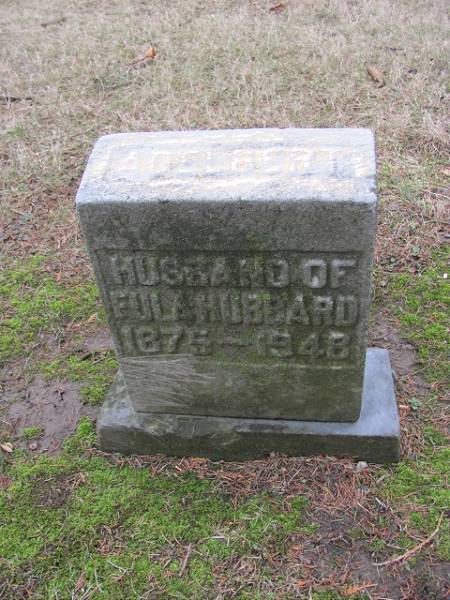 ADELBERT
HUSBAND OF
EULA HUBBARD
1875 – 1948